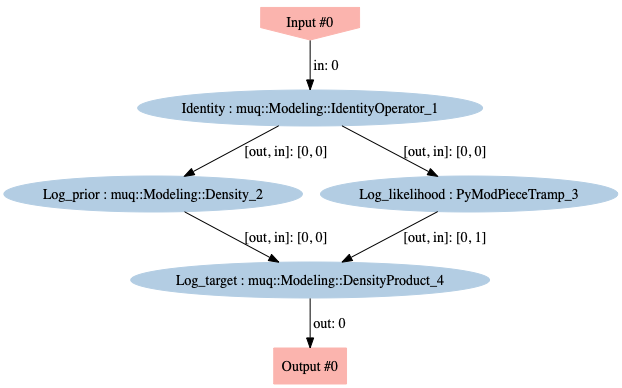 Input #0
in: 0
Identity : muq::Modeling::IdentityOperator_1
[out, in]: [0, 0]
[out, in]: [0, 0]
Log_prior : muq::Modeling::Density_2
Log_likelihood : PyModPieceTramp_3
[out, in]: [0, 0]
[out, in]: [0, 1]
Log_target : muq::Modeling::DensityProduct_4
out: 0
Output #0